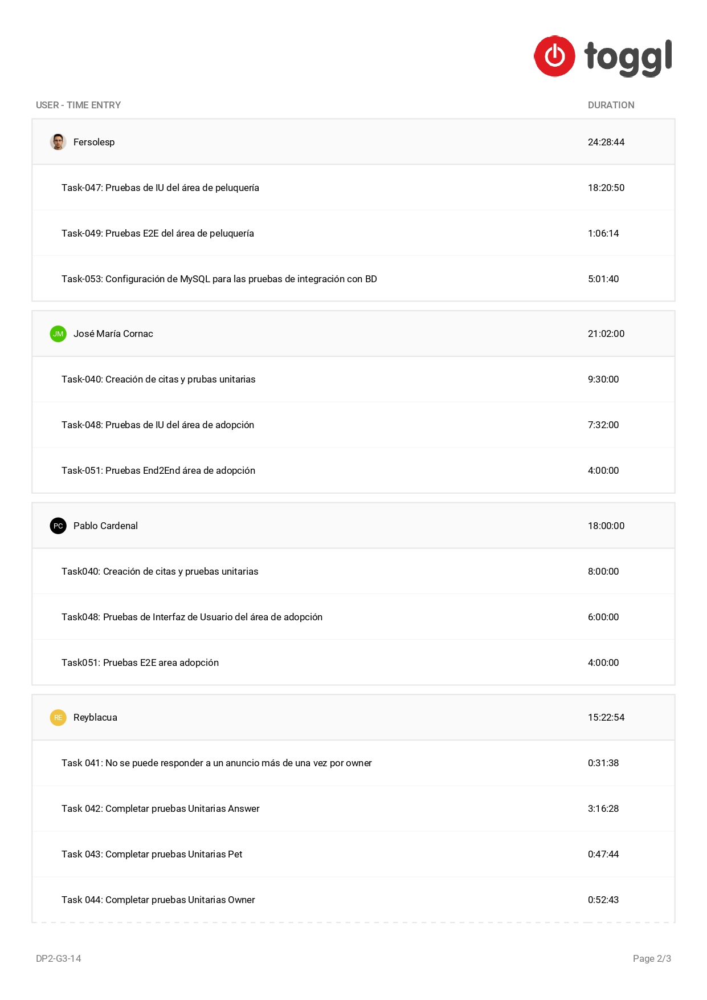 toggl
USER - TIME ENTRY DURATION
Fersolesp 24:28:44
Task-047: Pruebas de IU del área de peluquería 18:20:50
Task-049: Pruebas E2E del área de peluquería 1:06:14
Task-053: Configuración de MySQL para las pruebas de integración con BD 5:01:40
JM José María Cornac 21:02:00
Task-040: Creación de citas y prubas unitarias 9:30:00
Task-048: Pruebas de IU del área de adopción 7:32:00
Task-051: Pruebas End2End área de adopción 4:00:00
PC Pablo Cardenal 18:00:00
Task040: Creación de citas y pruebas unitarias 8:00:00
Task048: Pruebas de Interfaz de Usuario del área de adopción 6:00:00
Task051: Pruebas E2E area adopción 4:00:00
RE Reyblacua 15:22:54
Task 041: No se puede responder a un anuncio más de una vez por owner 0:31:38
Task 042: Completar pruebas Unitarias Answer 3:16:28
Task 043: Completar pruebas Unitarias Pet 0:47:44
Task 044: Completar pruebas Unitarias Owner 0:52:43
DP2-G3-14 Page 2/3